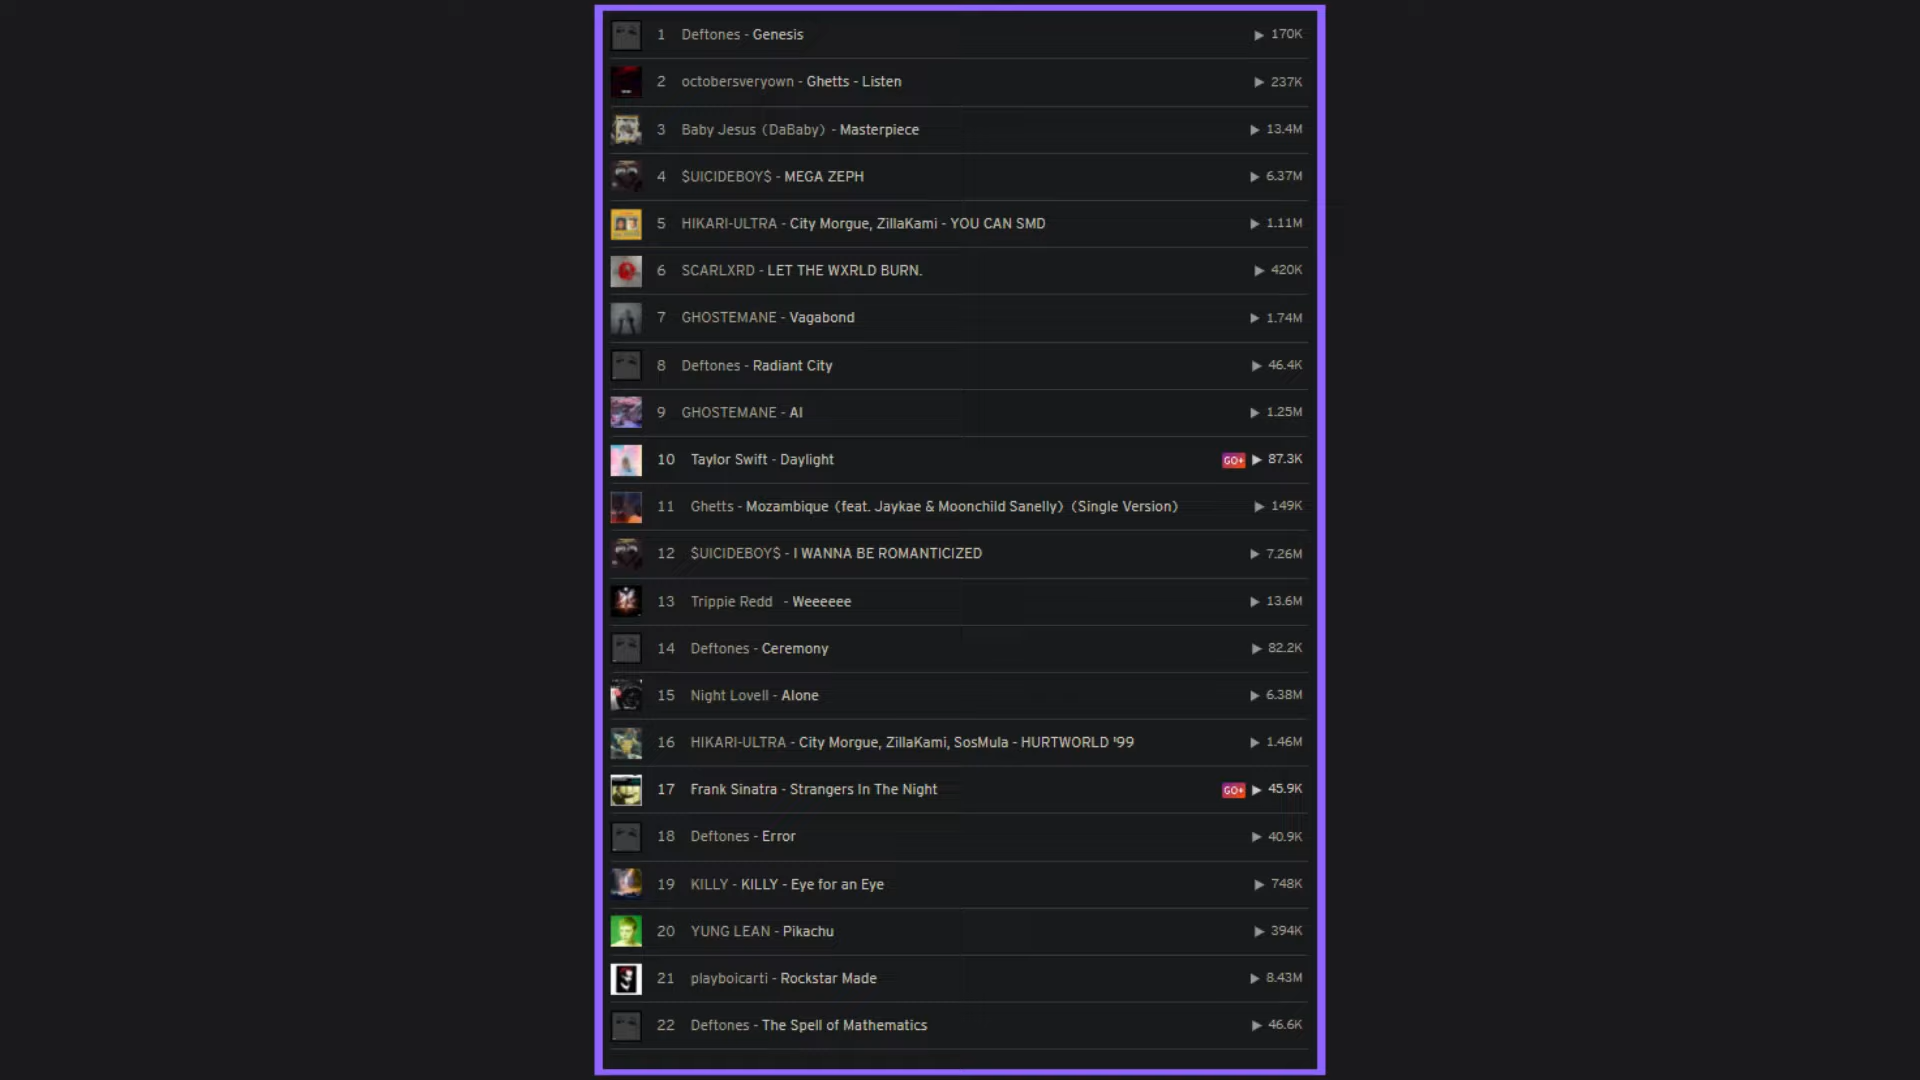 1 Deftones - Genesis ▶ 170K
2 octobersveryown - Ghetts - Listen ▶ 237K
3 Baby Jesus (DaBaby) - Masterpiece ▶ 13.4M
4 $UICIDEBOY$ - MEGA ZEPH ▶ 6.37M
5 HIKARI-ULTRA - City Morgue, ZillaKami - YOU CAN SMD ▶ 1.11M
6 SCARLXRD - LET THE WXRLD BURN. ▶ 420K
7 GHOSTEMANE - Vagabond ▶ 1.74M
8 Deftones - Radiant City ▶ 46.4K
9 GHOSTEMANE - AI ▶ 1.25M
10 Taylor Swift - Daylight GO+ ▶ 87.3K
11 Ghetts - Mozambique (feat. Jaykae & Moonchild Sanelly) (Single Version) ▶ 149K
12 $UICIDEBOY$ - I WANNA BE ROMANTICIZED ▶ 7.26M
13 Trippie Redd - Weeeeee ▶ 13.6M
14 Deftones - Ceremony ▶ 82.2K
15 Night Lovell - Alone ▶ 6.38M
16 HIKARI-ULTRA - City Morgue, ZillaKami, SosMula - HURTWORLD '99 ▶ 1.46M
17 Frank Sinatra - Strangers In The Night GO+ ▶ 45.9K
18 Deftones - Error ▶ 40.9K
19 KILLY - KILLY - Eye for an Eye ▶ 748K
20 YUNG LEAN - Pikachu ▶ 394K
21 playboicarti - Rockstar Made ▶ 8.43M
22 Deftones - The Spell of Mathematics ▶ 46.6K